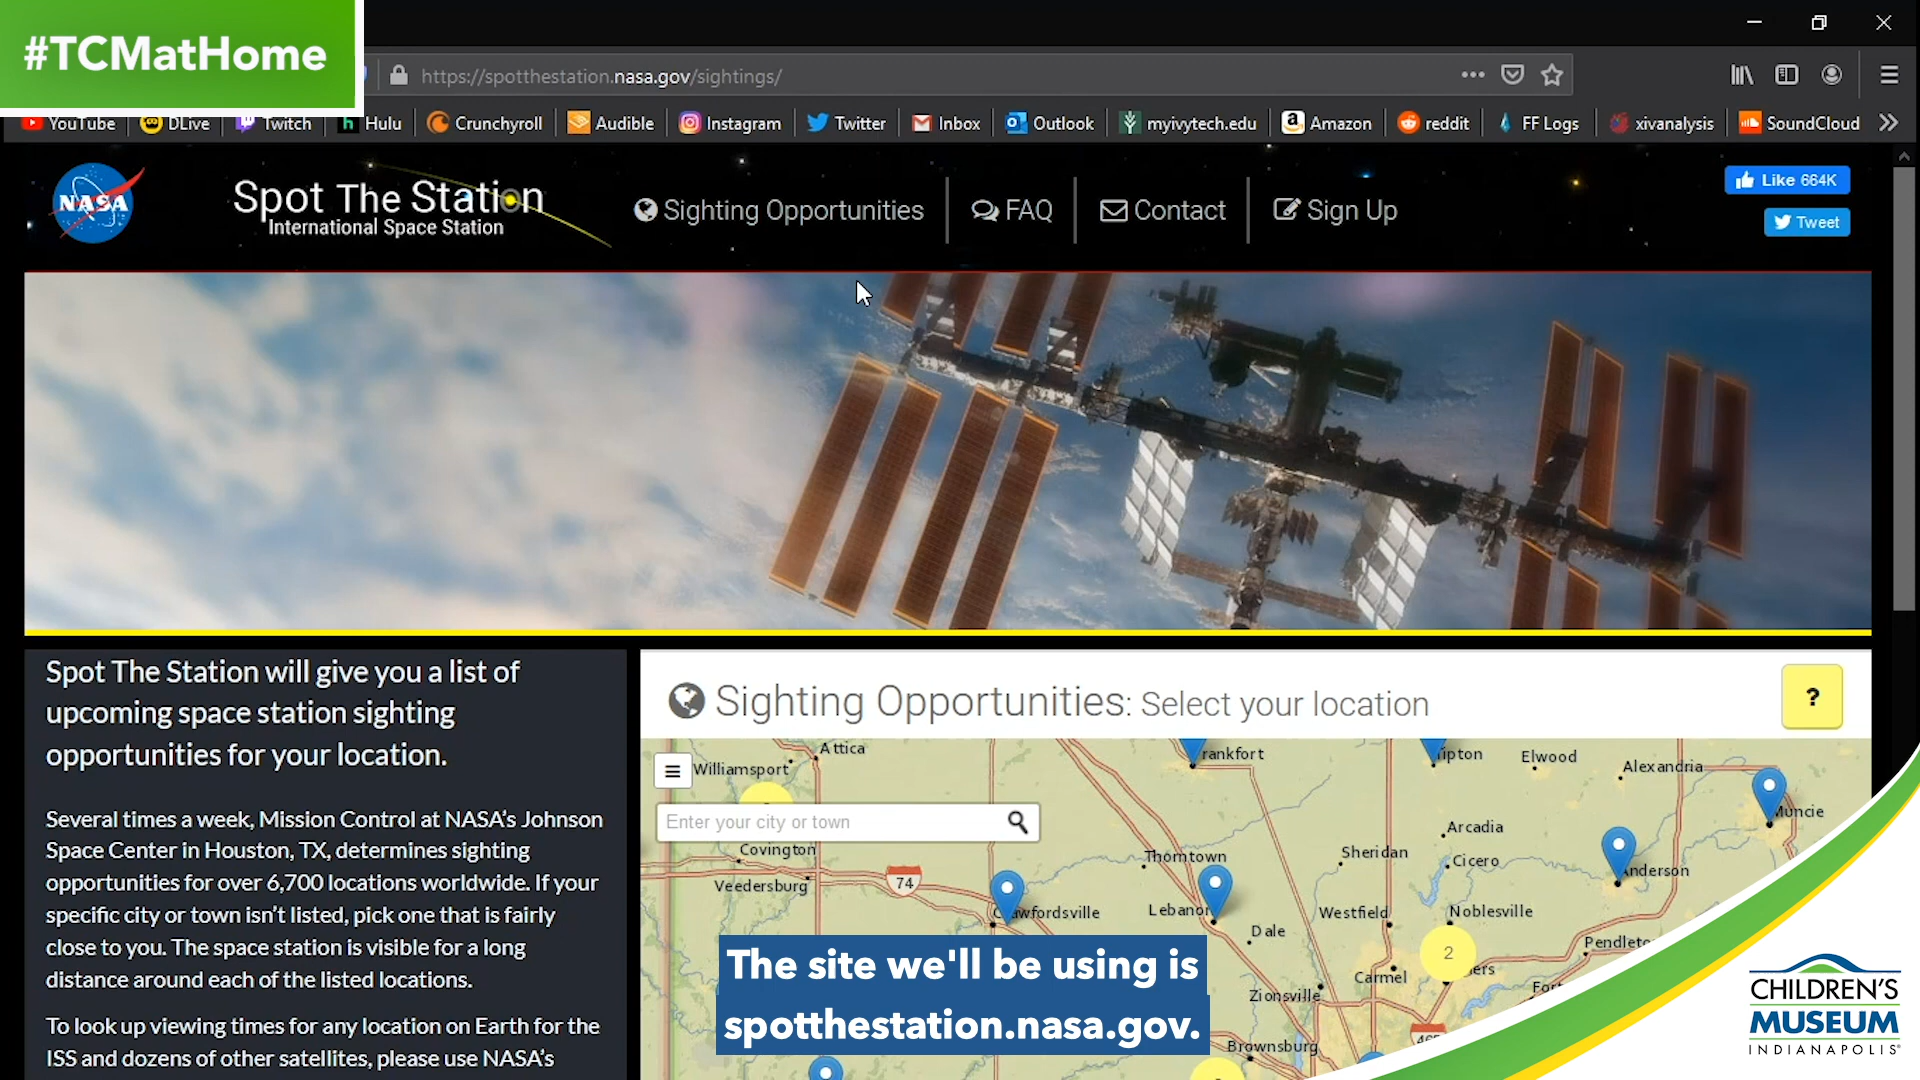 #TCMatHome
https://spotthestation.nasa.gov/sightings/
YouTube
DLive
Twitch
Hulu
Crunchyroll
Audible
Instagram
Twitter
Inbox
Outlook
myivytech.edu
Amazon
reddit
FF Logs
xivanalysis
SoundCloud
NASA
Spot The Station
International Space Station
Sighting Opportunities
FAQ
Contact
Sign Up
Like 664K
Tweet
Spot The Station will give you a list of
upcoming space station sighting
opportunities for your location.
Several times a week, Mission Control at NASA's Johnson
Space Center in Houston, TX, determines sighting
opportunities for over 6,700 locations worldwide. If your
specific city or town isn't listed, pick one that is fairly
close to you. The space station is visible for a long
distance around each of the listed locations.
To look up viewing times for any location on Earth for the
ISS and dozens of other satellites, please use NASA's
Sighting Opportunities: Select your location
?
Attica
rankfort
ipton
Elwood
Alexandria
Williamsport
Muncie
Enter your city or town
Arcadia
Covington
Thorntown
Sheridan
Cicero
Anderson
Veedersburg
74
Crawfordsville
Lebanon
Westfield
Noblesville
Dale
2
Carmel
ers
Zionsville
Brownsburg
The site we'll be using is
spotthestation.nasa.gov.
CHILDREN'S
MUSEUM
INDIANAPOLIS